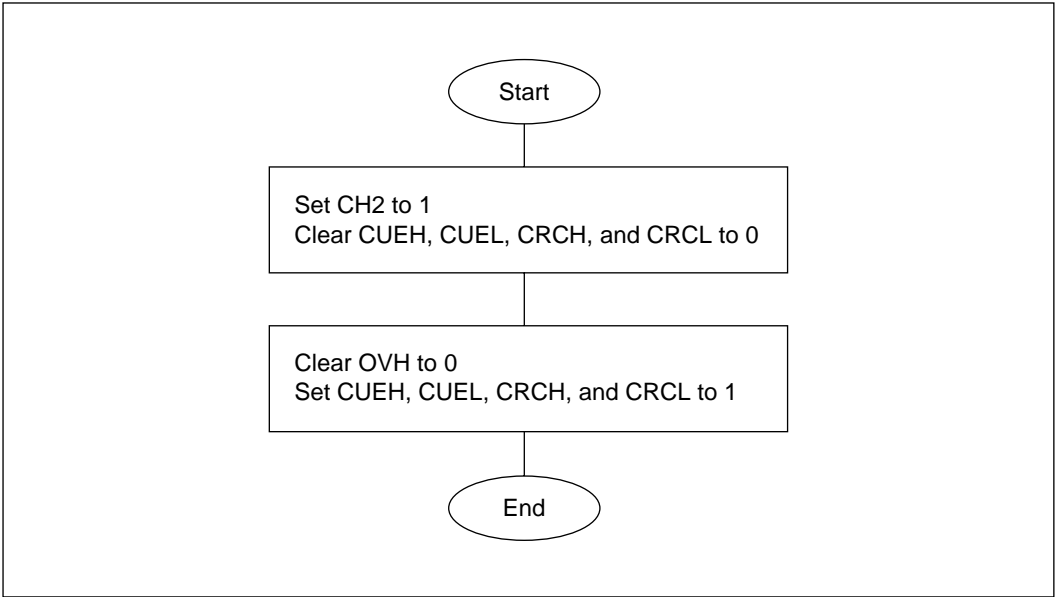 Start
Set CH2 to 1
Clear CUEH, CUEL, CRCH, and CRCL to 0
Clear OVH to 0
Set CUEH, CUEL, CRCH, and CRCL to 1
End